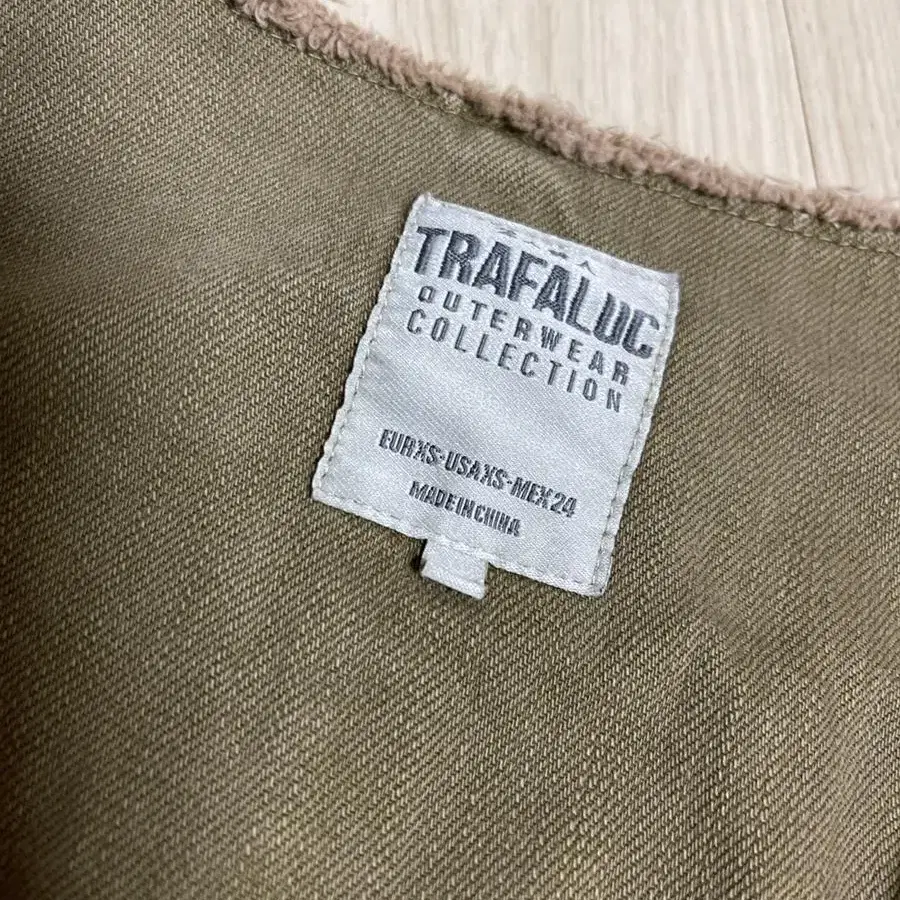 TRAFALUC
OUTERWEAR
COLLECTION
EUR XS-USA XS-MEX 24
MADE IN CHINA